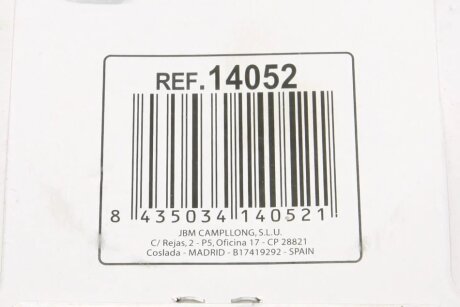 REF.14052
8 435034 140521
JBM CAMPLLONG, S.L.U.
C/ Rejas, 2 - P5, Oficina 17 - CP 28821
Coslada - MADRID - B17419292 - SPAIN